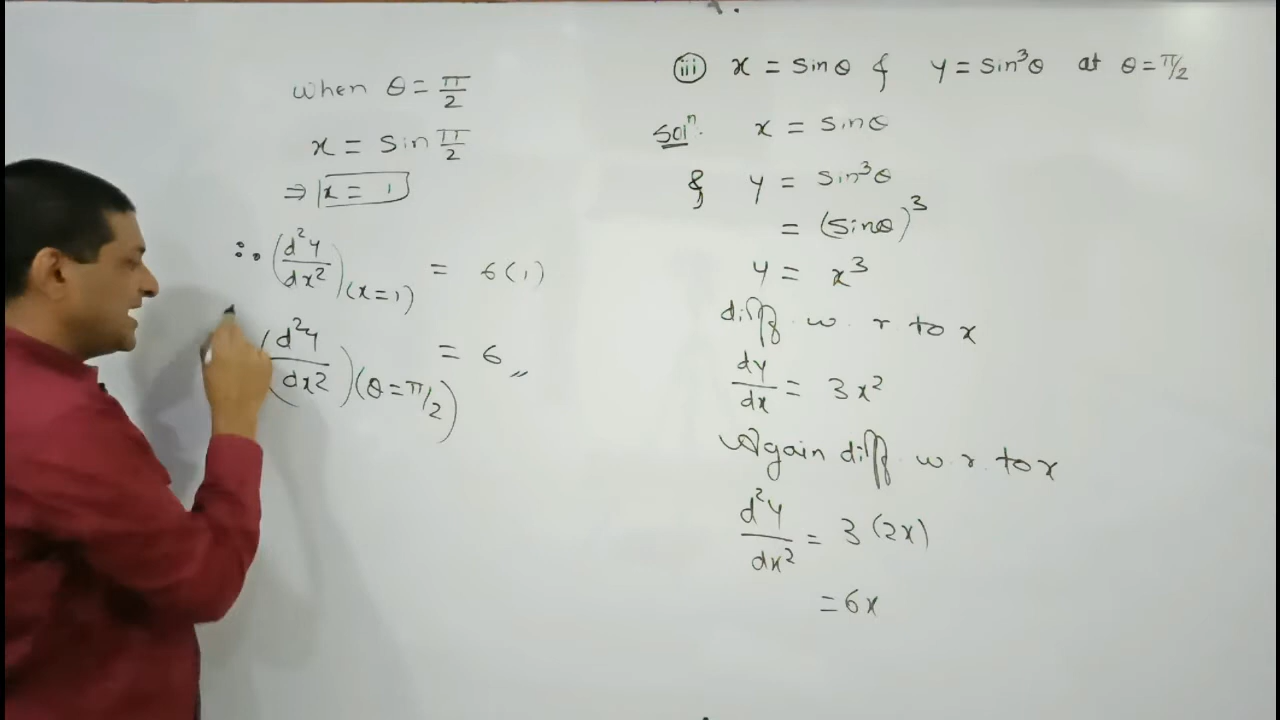 (iii) x = sinθ & y = sin³θ at θ = π/2
Solⁿ. x = sinθ
& y = sin³θ
= (sinθ)³
y = x³
diff. w. r to x
dy/dx = 3x²
Again diff. w. r. to x
d²y/dx² = 3(2x)
= 6x
when θ = π/2
x = sin π/2
⇒ x = 1
∴ (d²y/dx²)(x=1) = 6(1)
(d²y/dx²)(θ=π/2) = 6 〃